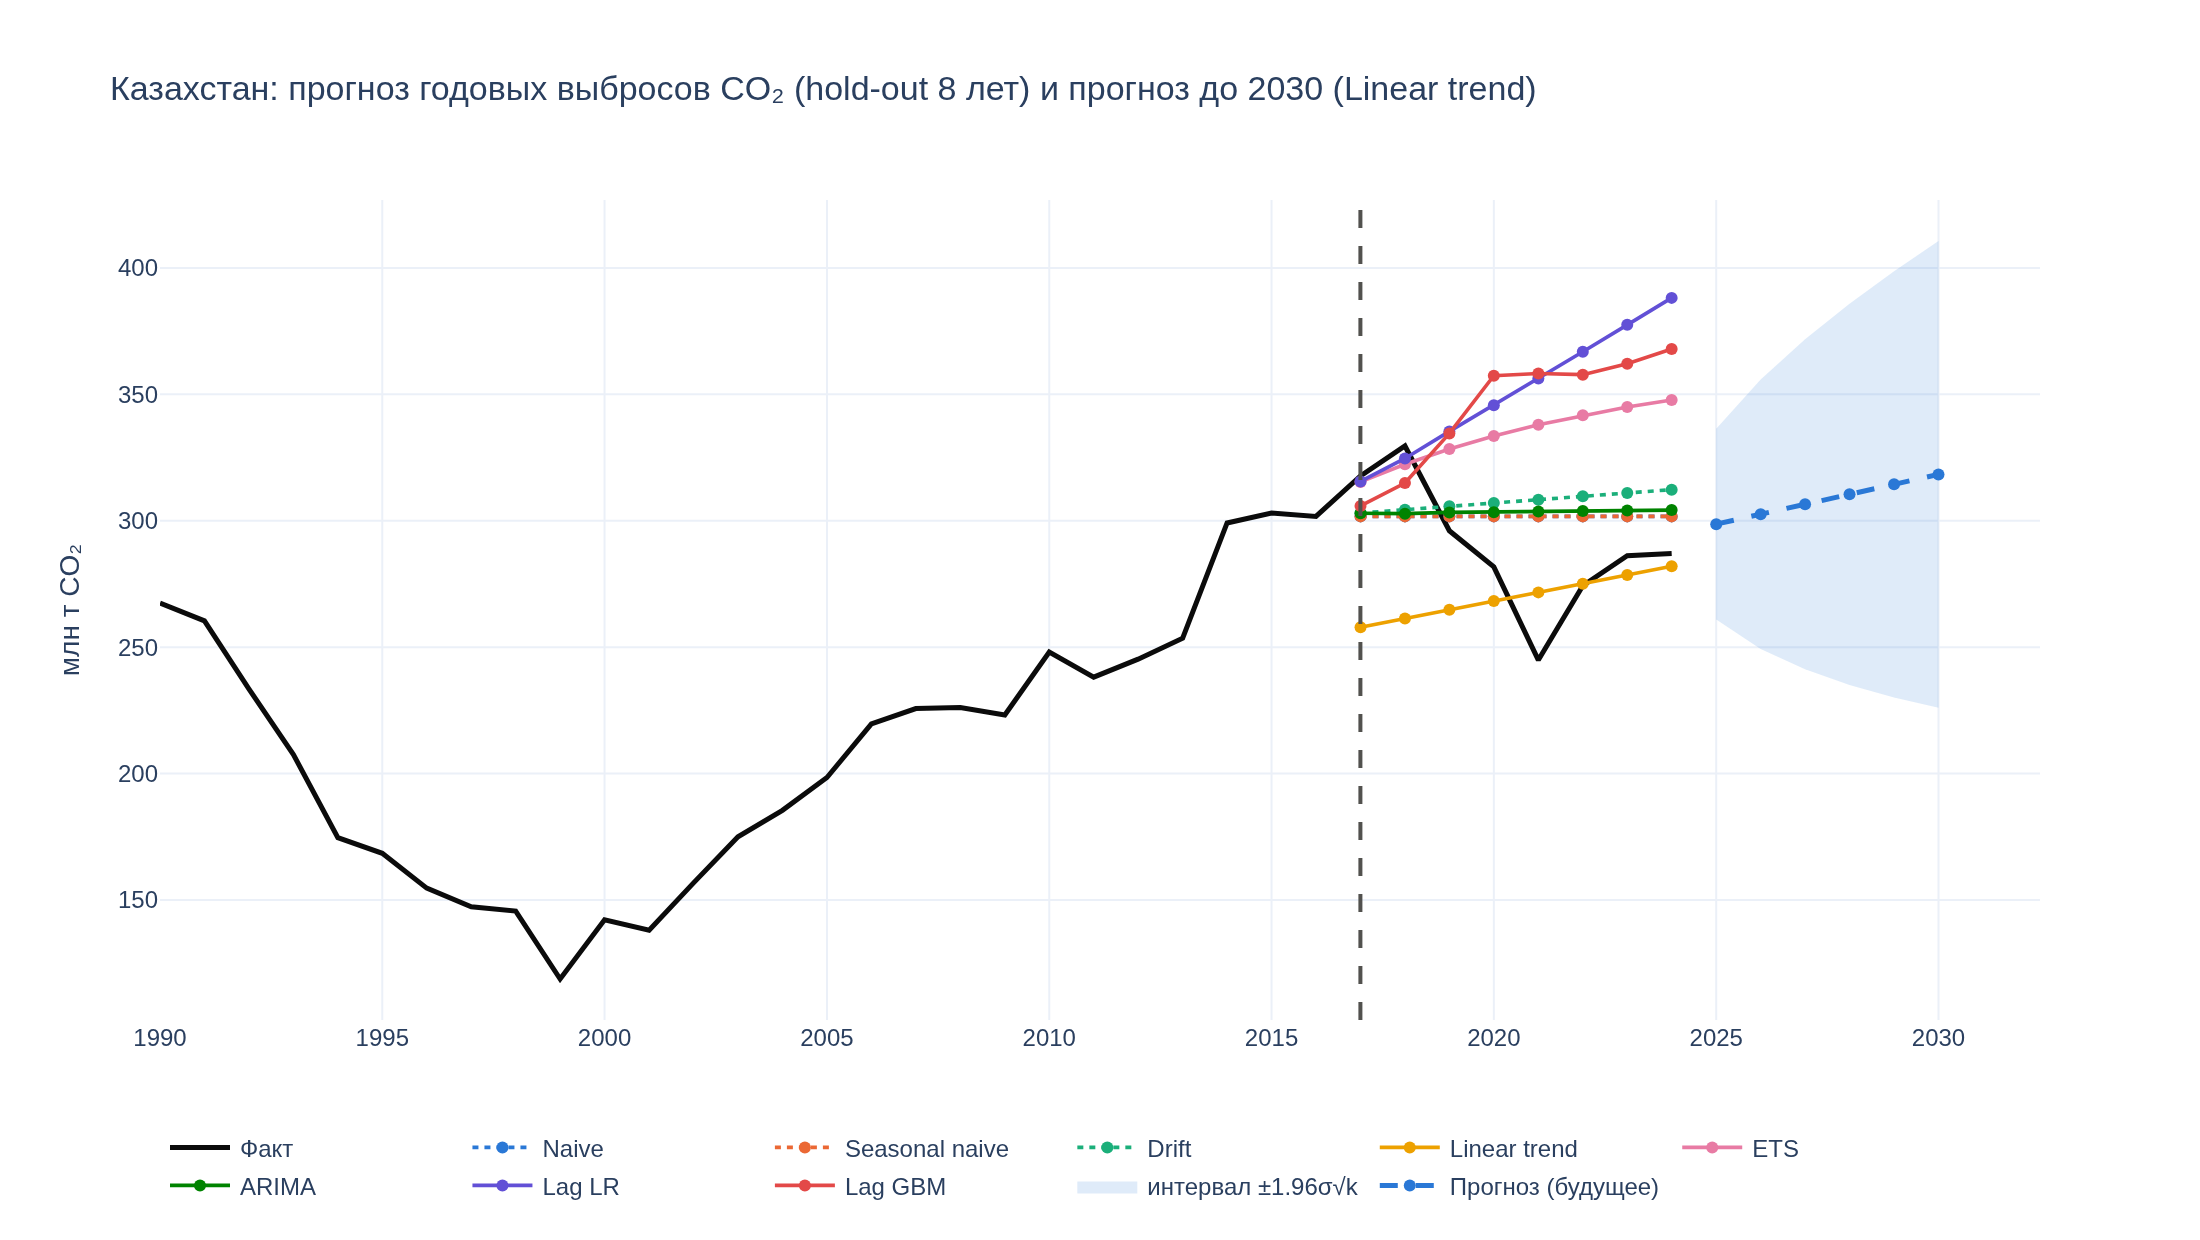 Казахстан: прогноз годовых выбросов CO₂ (hold-out 8 лет) и прогноз до 2030 (Linear trend)
400
350
300
250
200
150
млн т CO₂
1990 1995 2000 2005 2010 2015 2020 2025 2030
Факт Naive Seasonal naive Drift Linear trend ETS
ARIMA Lag LR Lag GBM интервал ±1.96σ√k Прогноз (будущее)